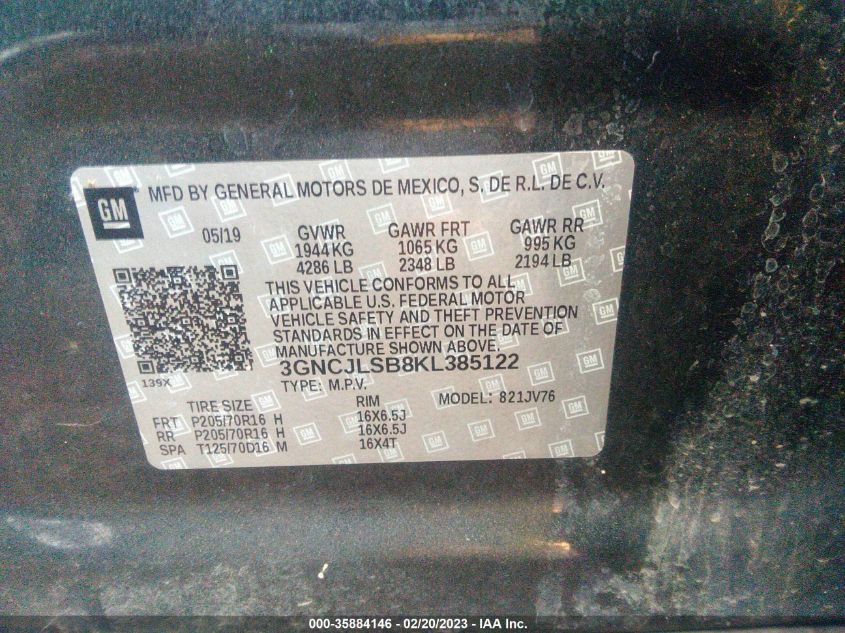 GM
MFD BY GENERAL MOTORS DE MEXICO, S. DE R.L. DE C.V.
05/19 GVWR GAWR FRT GAWR RR
1944 KG 1065 KG 995 KG
4286 LB 2348 LB 2194 LB
THIS VEHICLE CONFORMS TO ALL
APPLICABLE U.S. FEDERAL MOTOR
VEHICLE SAFETY AND THEFT PREVENTION
STANDARDS IN EFFECT ON THE DATE OF
MANUFACTURE SHOWN ABOVE.
139X 3GNCJLSB8KL385122
TYPE: M.P.V. MODEL: 821JV76
TIRE SIZE RIM
FRT P205/70R16 H 16X6.5J
RR P205/70R16 H 16X6.5J
SPA T125/70D16 M 16X4T
000-35884146 - 02/20/2023 - IAA Inc.